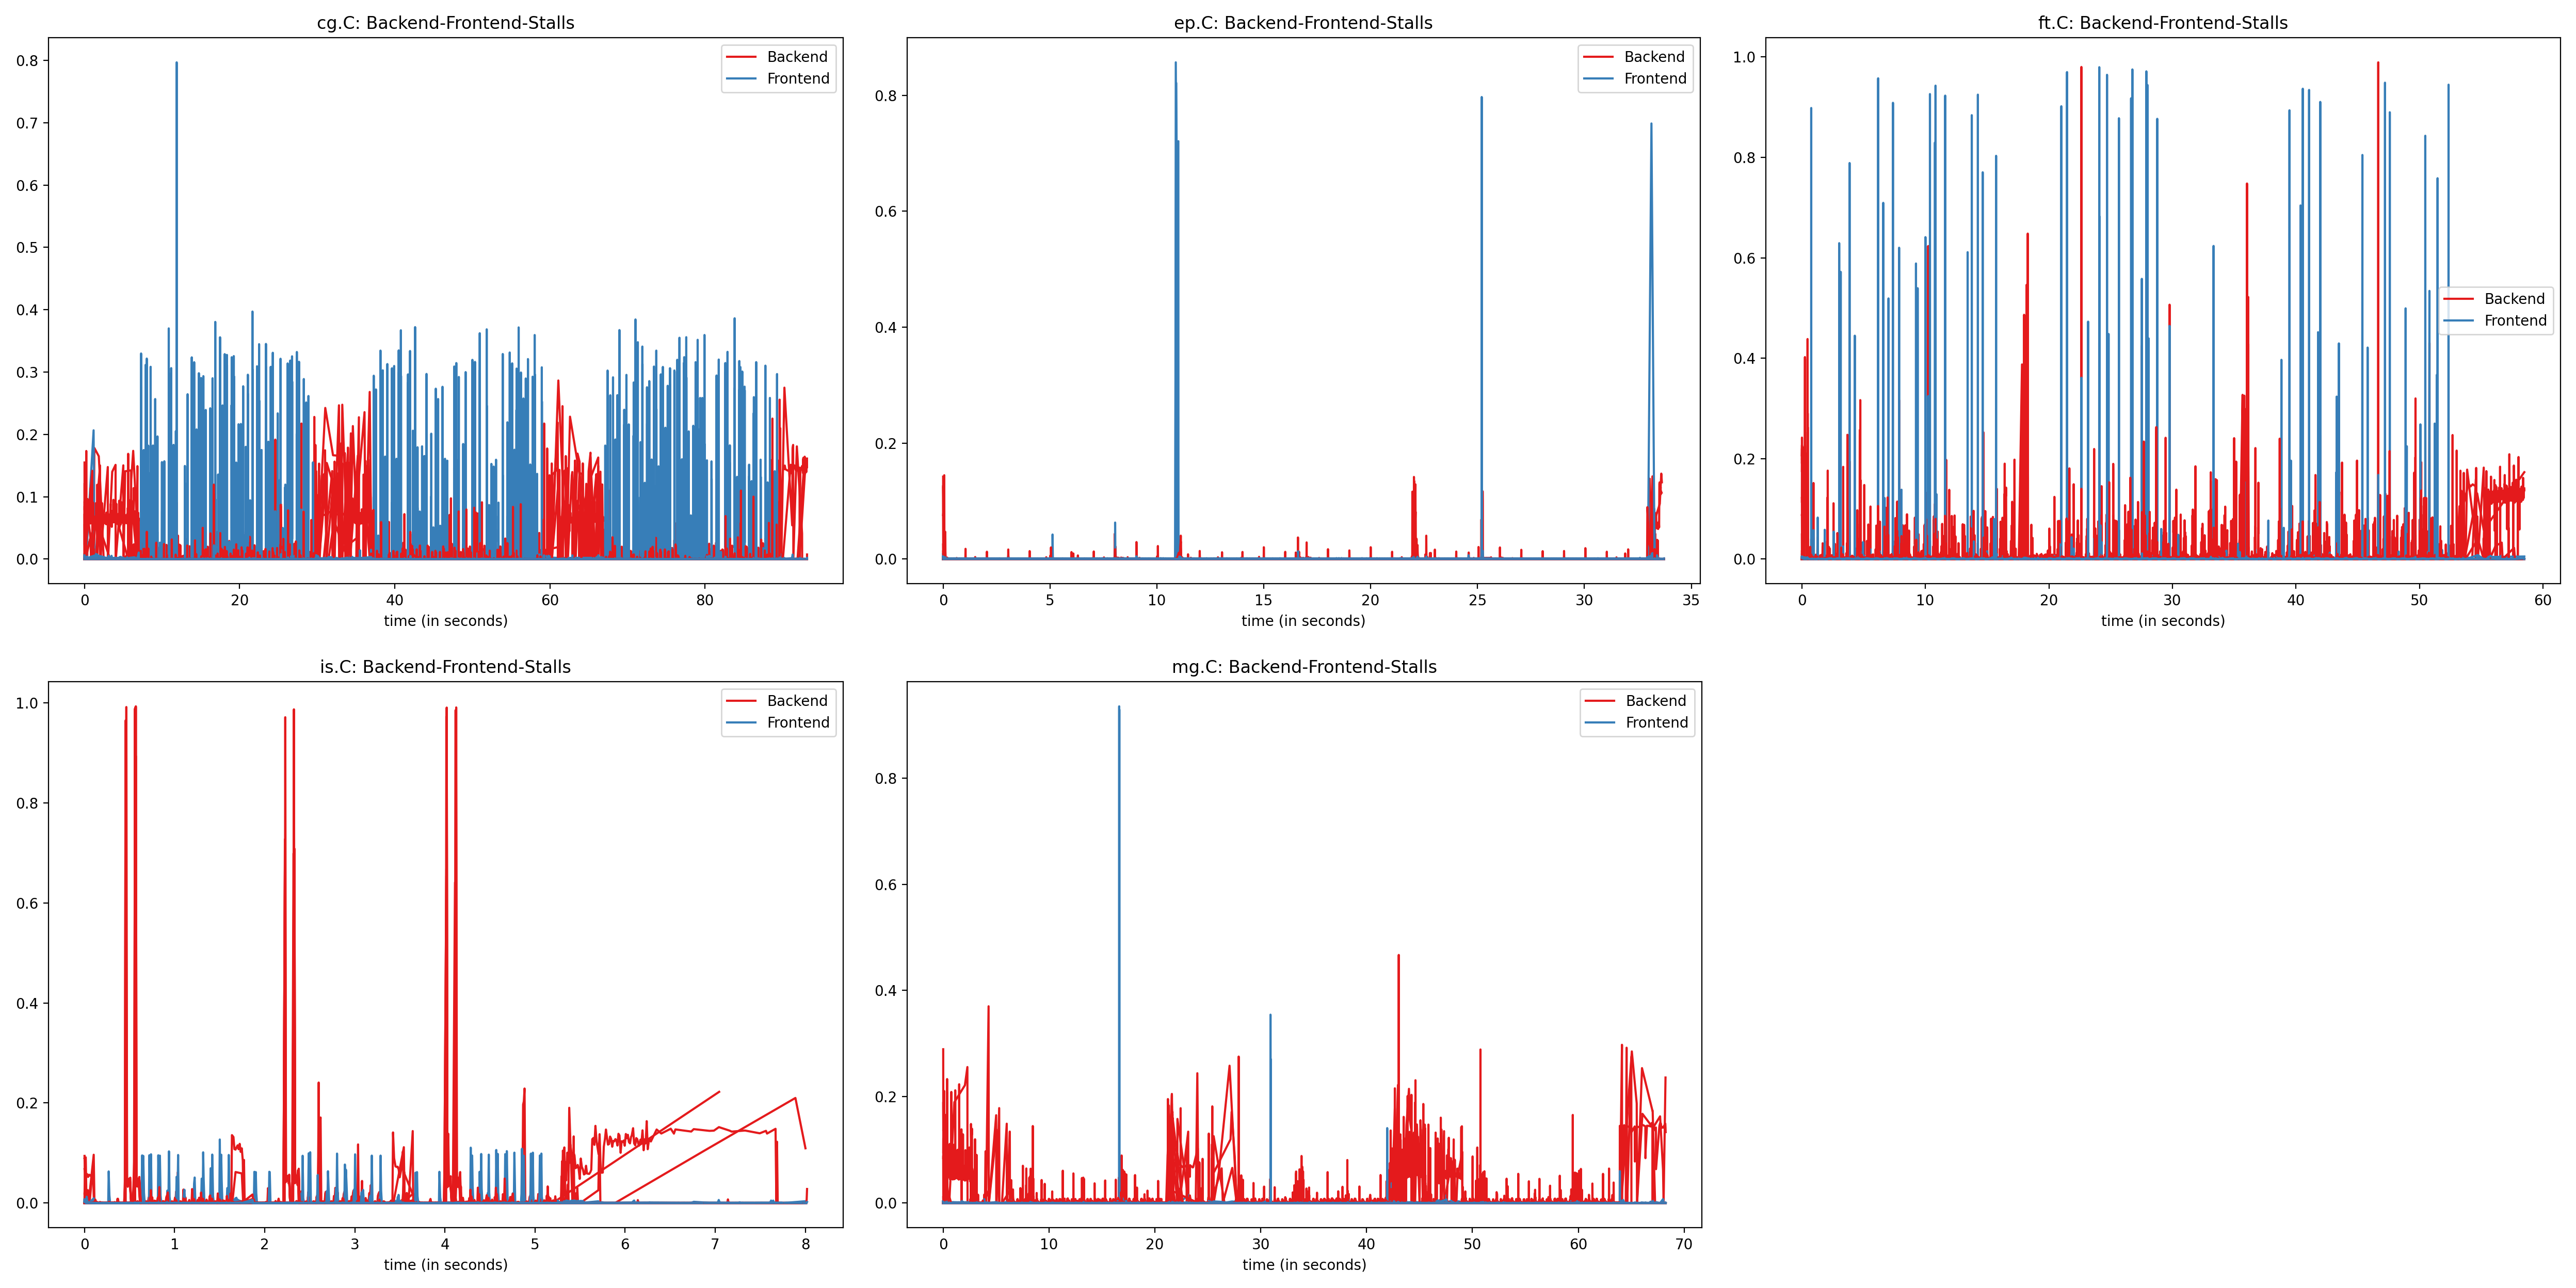 cg.C: Backend-Frontend-Stalls
Backend
Frontend
0.8
0.7
0.6
0.5
0.4
0.3
0.2
0.1
0.0
0 20 40 60 80
time (in seconds)
ep.C: Backend-Frontend-Stalls
Backend
Frontend
0.8
0.6
0.4
0.2
0.0
0 5 10 15 20 25 30 35
time (in seconds)
ft.C: Backend-Frontend-Stalls
Backend
Frontend
1.0
0.8
0.6
0.4
0.2
0.0
0 10 20 30 40 50 60
time (in seconds)
is.C: Backend-Frontend-Stalls
Backend
Frontend
1.0
0.8
0.6
0.4
0.2
0.0
0 1 2 3 4 5 6 7 8
time (in seconds)
mg.C: Backend-Frontend-Stalls
Backend
Frontend
0.8
0.6
0.4
0.2
0.0
0 10 20 30 40 50 60 70
time (in seconds)